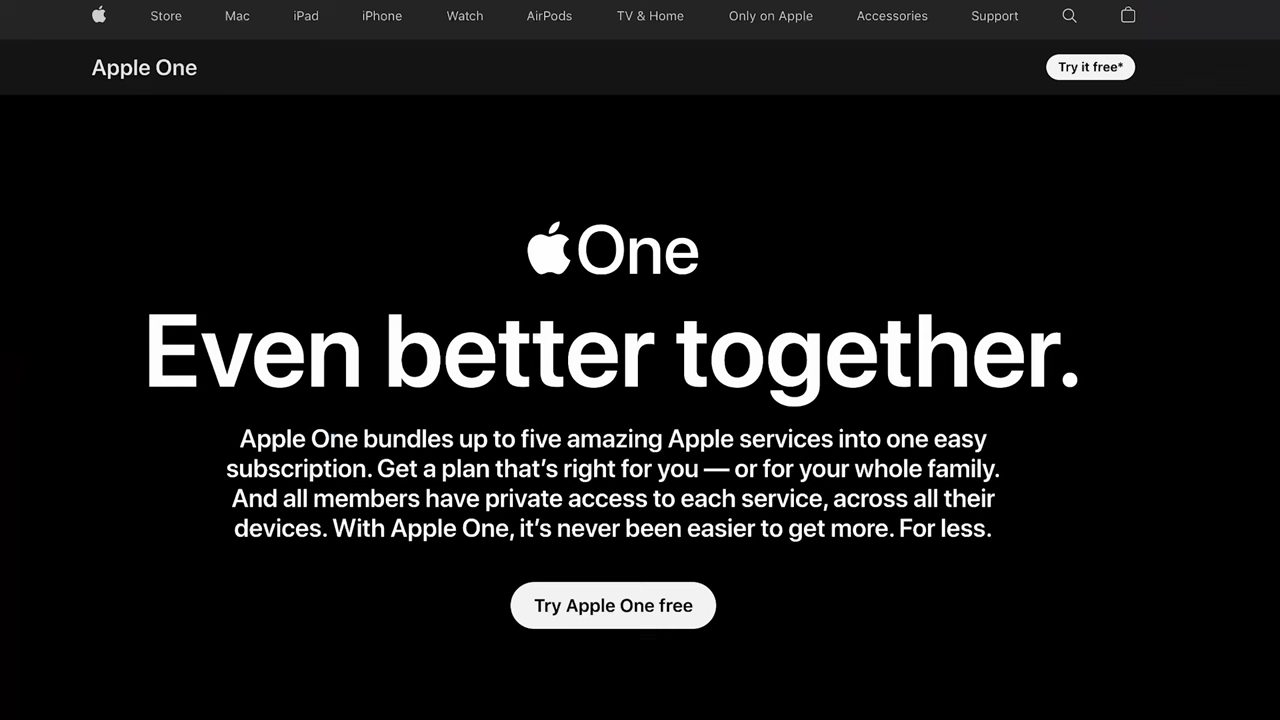 Store Mac iPad iPhone Watch AirPods TV & Home Only on Apple Accessories Support
Apple One Try it free*
One
Even better together.
Apple One bundles up to five amazing Apple services into one easy
subscription. Get a plan that’s right for you — or for your whole family.
And all members have private access to each service, across all their
devices. With Apple One, it’s never been easier to get more. For less.
Try Apple One free